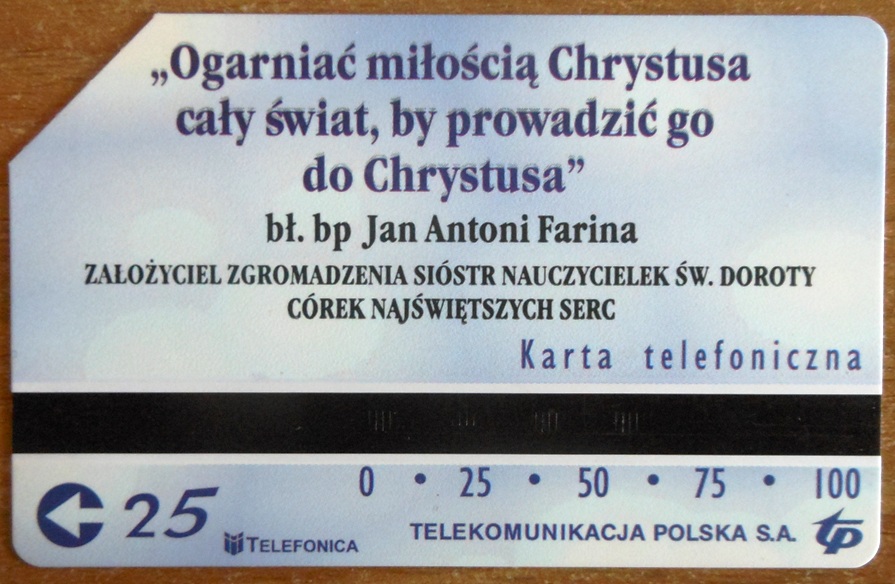 „Ogarniać miłością Chrystusa
cały świat, by prowadzić go
do Chrystusa”
bł. bp Jan Antoni Farina
ZAŁOŻYCIEL ZGROMADZENIA SIÓSTR NAUCZYCIELEK ŚW. DOROTY
CÓREK NAJŚWIĘTSZYCH SERC
Karta telefoniczna
0 • 25 • 50 • 75 • 100
25 TELEFONICA TELEKOMUNIKACJA POLSKA S.A. tp